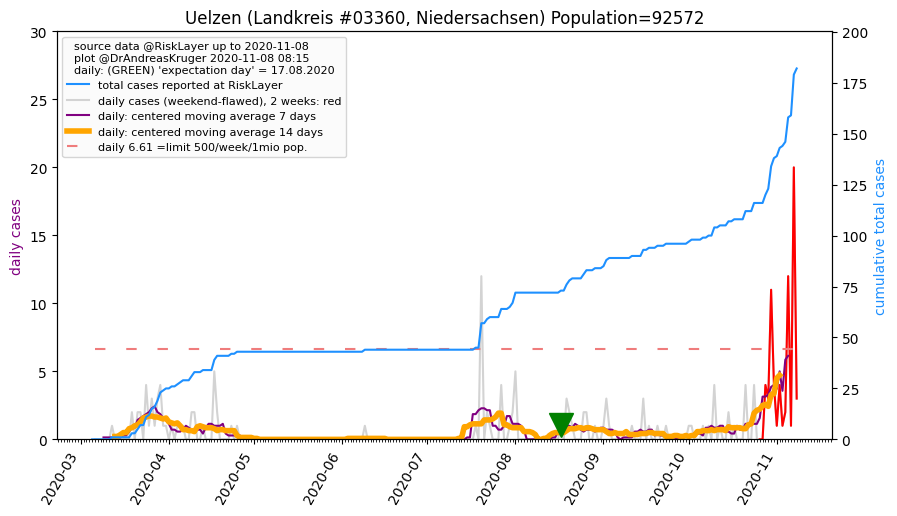 Uelzen (Landkreis #03360, Niedersachsen) Population=92572
source data @RiskLayer up to 2020-11-08
plot @DrAndreasKruger 2020-11-08 08:15
daily: (GREEN) 'expectation day' = 17.08.2020
total cases reported at RiskLayer
daily cases (weekend-flawed), 2 weeks: red
daily: centered moving average 7 days
daily: centered moving average 14 days
daily 6.61 =limit 500/week/1mio pop.
daily cases
30
25
20
15
10
5
0
cumulative total cases
200
175
150
125
100
75
50
25
0
2020-03
2020-04
2020-05
2020-06
2020-07
2020-08
2020-09
2020-10
2020-11